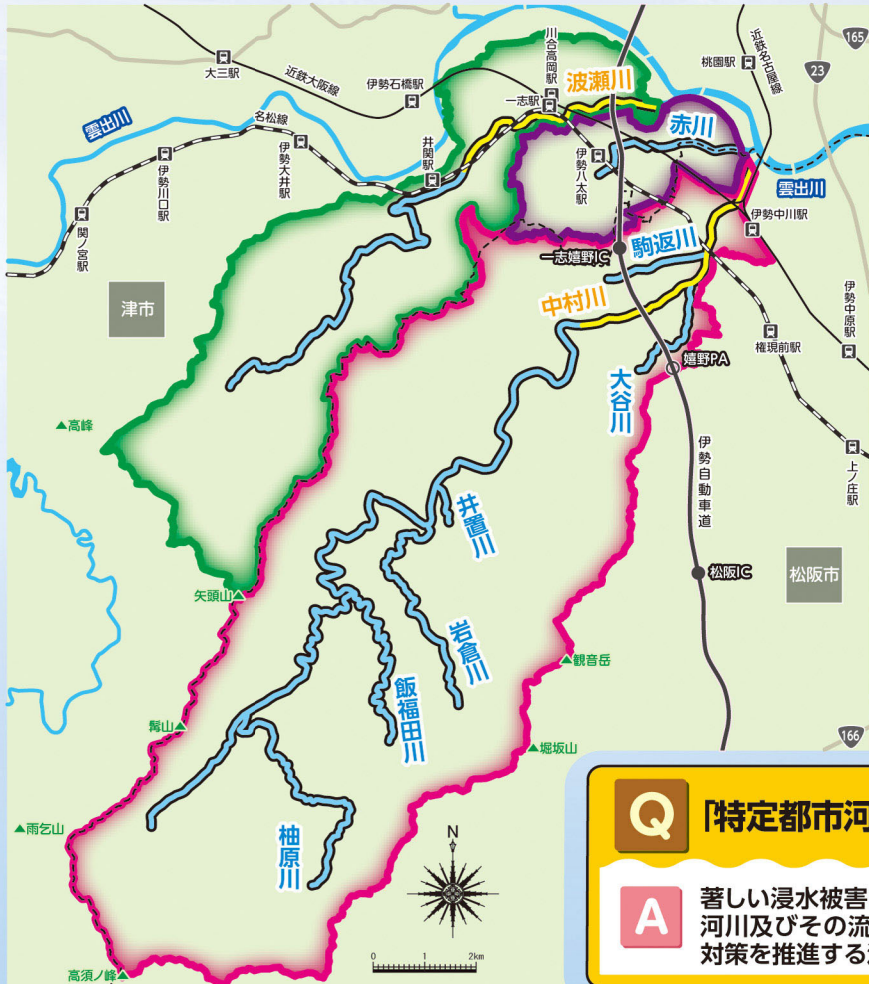 川合高岡駅
近鉄名古屋線
165
桃園駅
23
大三駅
近鉄大阪線
伊勢石橋駅
一志駅
波瀬川
赤川
雲出川
名松線
井関駅
伊勢八太駅
伊勢大井駅
伊勢川口駅
関ノ宮駅
雲出川
伊勢中川駅
一志嬉野IC
駒返川
中村川
伊勢中原駅
権現前駅
津市
嬉野PA
大谷川
高峰
伊勢自動車道
上ノ庄駅
井置川
松阪IC
松阪市
矢頭山
岩倉川
観音岳
飯福田川
髯山
堀坂山
166
雨乞山
柚原川
N
0 1 2km
高須ノ峰
Q
「特定都市河
A
著しい浸水被害
河川及びその流
対策を推進する